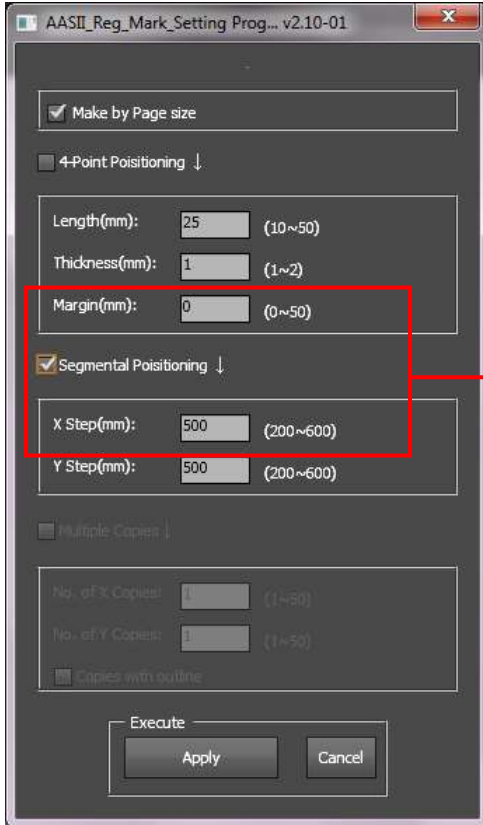 AASII_Reg_Mark_Setting Prog... v2.10-01
Make by Page size
4-Point Poisitioning ↓
Length(mm): 25 (10~50)
Thickness(mm): 1 (1~2)
Margin(mm): 0 (0~50)
Segmental Poisitioning ↓
X Step(mm): 500 (200~600)
Y Step(mm): 500 (200~600)
Multiple Copies ↓
No. of X Copies: 1 (1~50)
No. of Y Copies: 1 (1~50)
Copies with outline
Execute
Apply Cancel